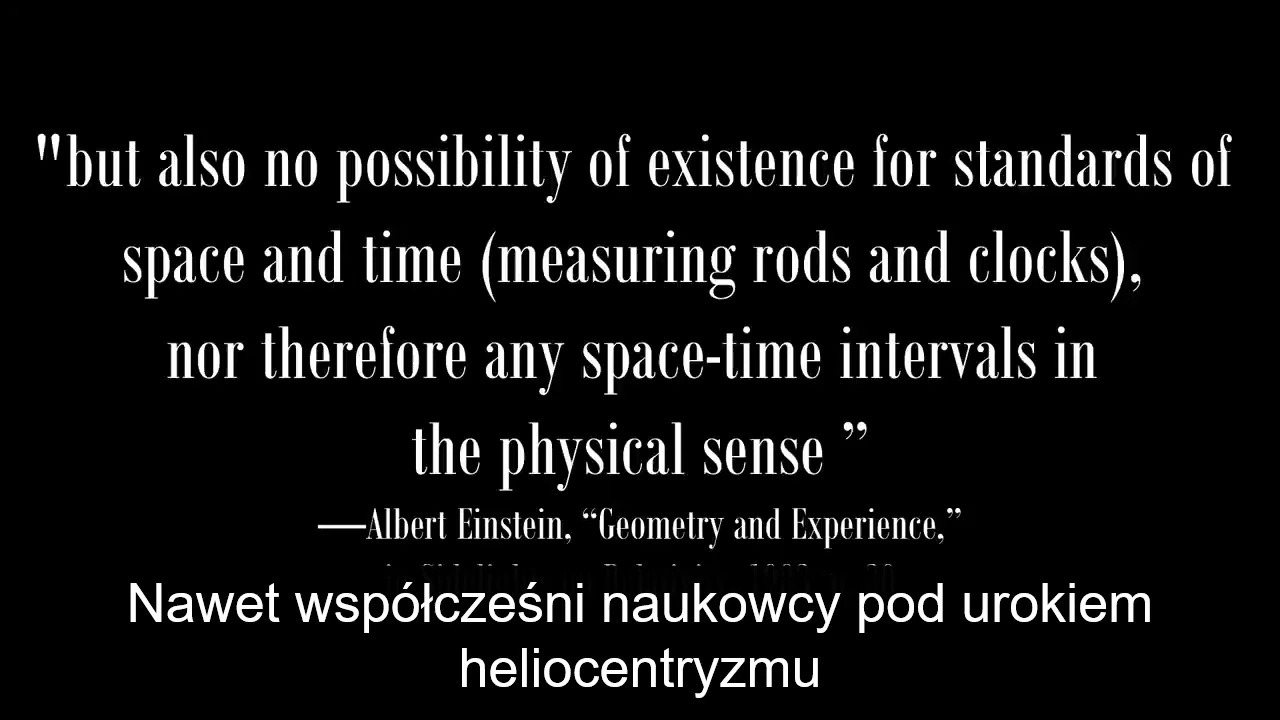 "but also no possibility of existence for standards of
space and time (measuring rods and clocks),
nor therefore any space-time intervals in
the physical sense ”
—Albert Einstein, “Geometry and Experience,”
Nawet współcześni naukowcy pod urokiem
heliocentryzmu